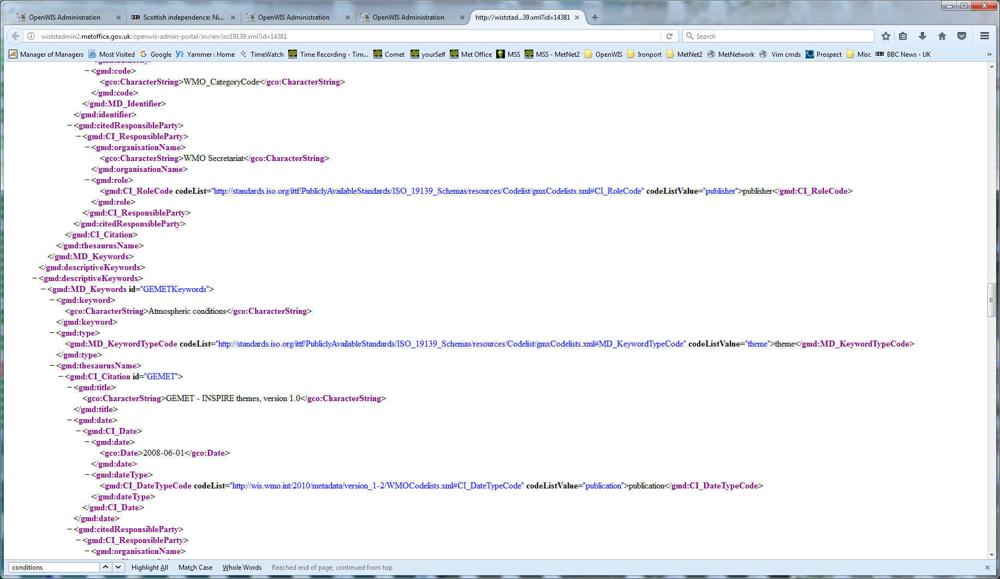 OpenWIS Administration
Scottish independence: Ni...
OpenWIS Administration
OpenWIS Administration
http://wiststad...39.xml?id=14381
wiststadmin2.metoffice.gov.uk/openwis-admin-portal/srv/en/iso19139.xml?id=14381
Search
Manager of Managers Most Visited Google Yammer : Home TimeWatch Time Recording - Tim... Comet yourSelf Met Office MSS MSS - MetNet2 OpenWIS Ironport MetNet2 MetNetwork Vim cmds Prospect Misc BBC News - UK »
</gmd:authority>
−<gmd:code>
<gco:CharacterString>WMO_CategoryCode</gco:CharacterString>
</gmd:code>
</gmd:MD_Identifier>
</gmd:identifier>
−<gmd:citedResponsibleParty>
−<gmd:CI_ResponsibleParty>
−<gmd:organisationName>
<gco:CharacterString>WMO Secretariat</gco:CharacterString>
</gmd:organisationName>
−<gmd:role>
<gmd:CI_RoleCode codeList="http://standards.iso.org/ittf/PubliclyAvailableStandards/ISO_19139_Schemas/resources/Codelist/gmxCodelists.xml#CI_RoleCode" codeListValue="publisher">publisher</gmd:CI_RoleCode>
</gmd:role>
</gmd:CI_ResponsibleParty>
</gmd:citedResponsibleParty>
</gmd:CI_Citation>
</gmd:thesaurusName>
</gmd:MD_Keywords>
</gmd:descriptiveKeywords>
−<gmd:descriptiveKeywords>
−<gmd:MD_Keywords id="GEMETKeywords">
−<gmd:keyword>
<gco:CharacterString>Atmospheric conditions</gco:CharacterString>
</gmd:keyword>
−<gmd:type>
<gmd:MD_KeywordTypeCode codeList="http://standards.iso.org/ittf/PubliclyAvailableStandards/ISO_19139_Schemas/resources/Codelist/gmxCodelists.xml#MD_KeywordTypeCode" codeListValue="theme">theme</gmd:MD_KeywordTypeCode>
</gmd:type>
−<gmd:thesaurusName>
−<gmd:CI_Citation id="GEMET">
−<gmd:title>
<gco:CharacterString>GEMET - INSPIRE themes, version 1.0</gco:CharacterString>
</gmd:title>
−<gmd:date>
−<gmd:CI_Date>
−<gmd:date>
<gco:Date>2008-06-01</gco:Date>
</gmd:date>
−<gmd:dateType>
<gmd:CI_DateTypeCode codeList="http://wis.wmo.int/2010/metadata/version_1-2/WMOCodelists.xml#CI_DateTypeCode" codeListValue="publication">publication</gmd:CI_DateTypeCode>
</gmd:dateType>
</gmd:CI_Date>
</gmd:date>
−<gmd:citedResponsibleParty>
−<gmd:CI_ResponsibleParty>
−<gmd:organisationName>
conditions Highlight All Match Case Whole Words Reached end of page, continued from top